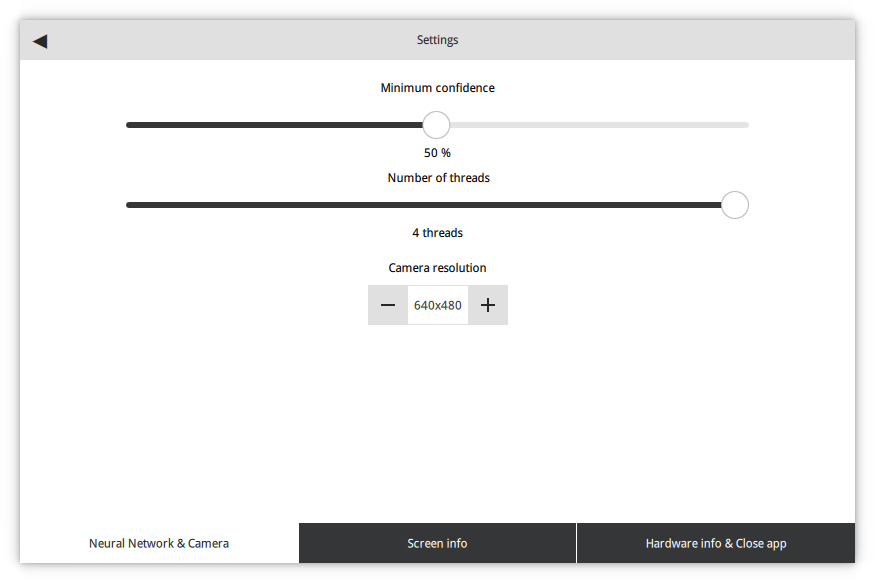 Settings
Minimum confidence
50 %
Number of threads
4 threads
Camera resolution
640x480
Neural Network & Camera
Screen info
Hardware info & Close app